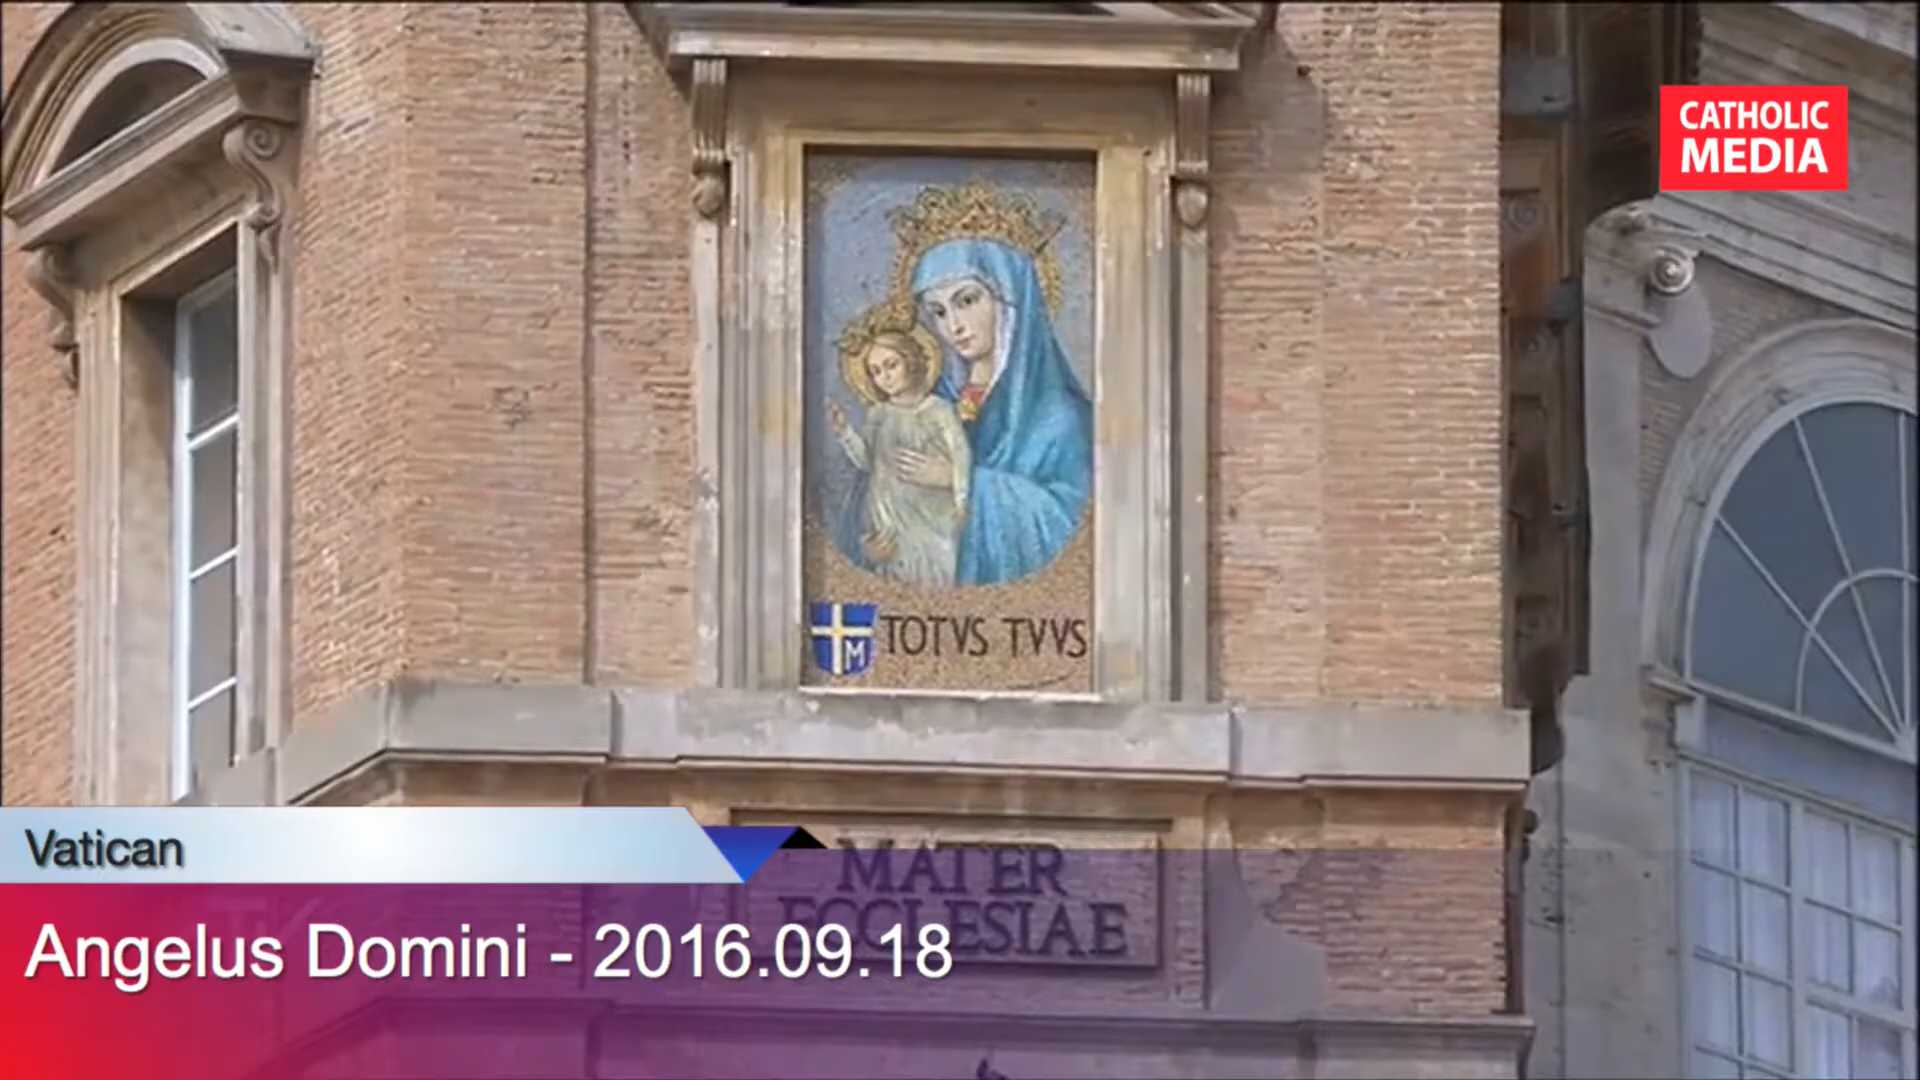 CATHOLIC
MEDIA
M
TOTVS TVVS
MATER
ECCLESIAE
Vatican
Angelus Domini - 2016.09.18